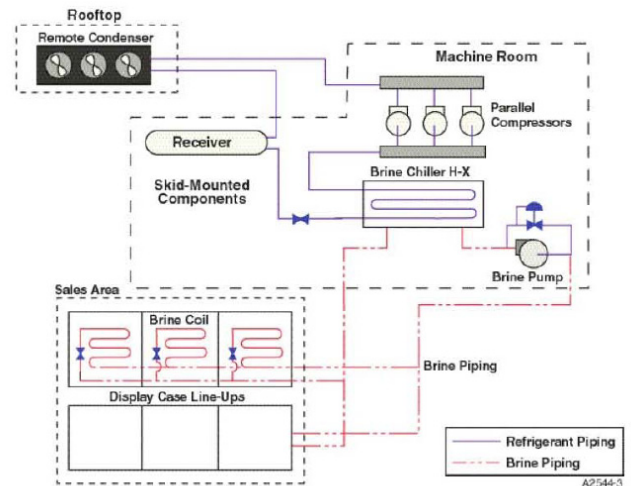 Rooftop
Remote Condenser
Machine Room
Parallel
Compressors
Receiver
Brine Chiller H-X
Skid-Mounted
Components
Brine Pump
Sales Area
Brine Coil
Brine Piping
Display Case Line-Ups
Refrigerant Piping
Brine Piping
A2544-3